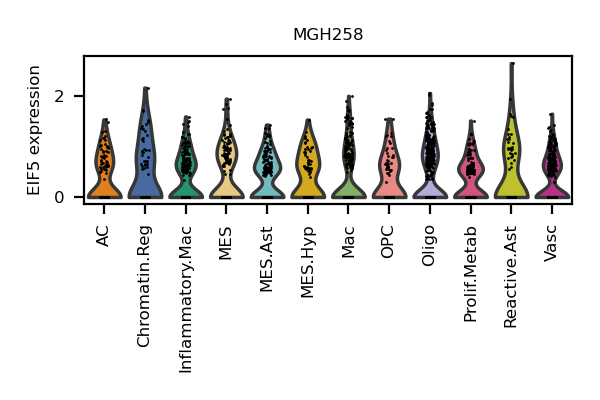 MGH258
EIF5 expression
2
0
AC
Chromatin.Reg
Inflammatory.Mac
MES
MES.Ast
MES.Hyp
Mac
OPC
Oligo
Prolif.Metab
Reactive.Ast
Vasc